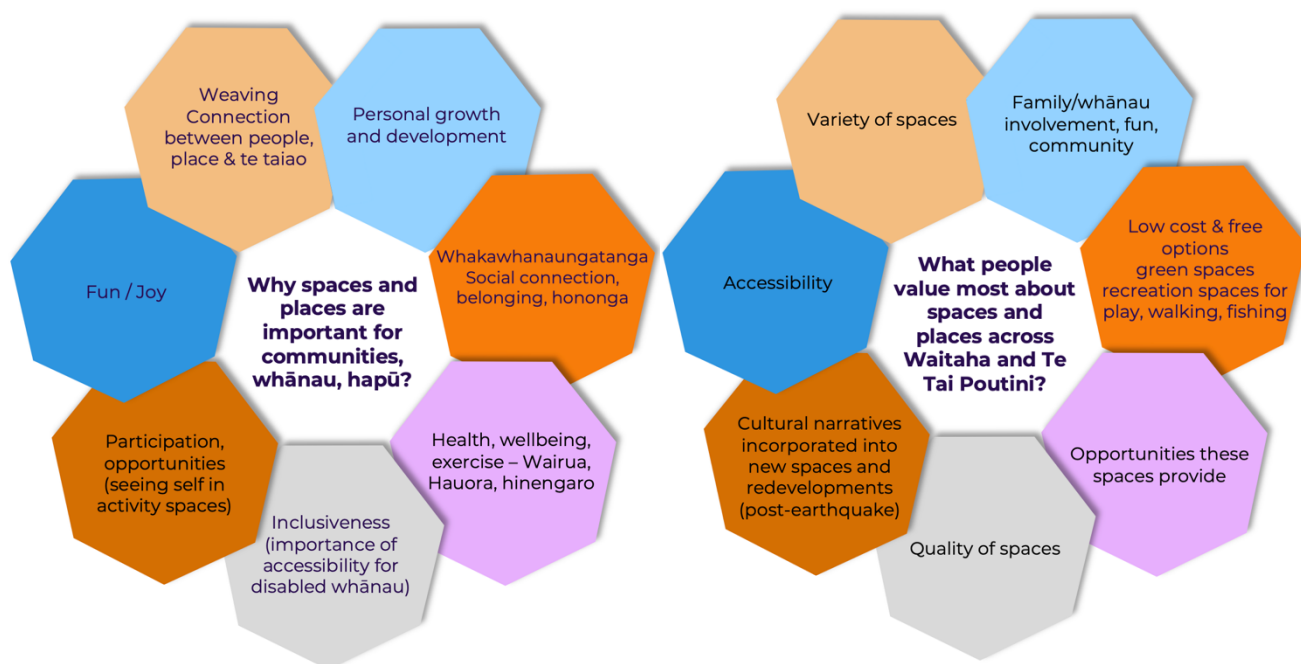 Weaving
Connection
between people,
place & te taiao
Personal growth
and development
Whakawhanaungatanga
Social connection,
belonging, hononga
Health, wellbeing,
exercise – Wairua,
Hauora, hinengaro
Inclusiveness
(importance of
accessibility for
disabled whānau)
Participation,
opportunities
(seeing self in
activity spaces)
Fun / Joy
Why spaces and
places are
important for
communities,
whānau, hapū?
Variety of spaces
Family/whānau
involvement, fun,
community
Low cost & free
options
green spaces
recreation spaces for
play, walking, fishing
Opportunities these
spaces provide
Quality of spaces
Cultural narratives
incorporated into
new spaces and
redevelopments
(post-earthquake)
Accessibility
What people
value most about
spaces and
places across
Waitaha and Te
Tai Poutini?